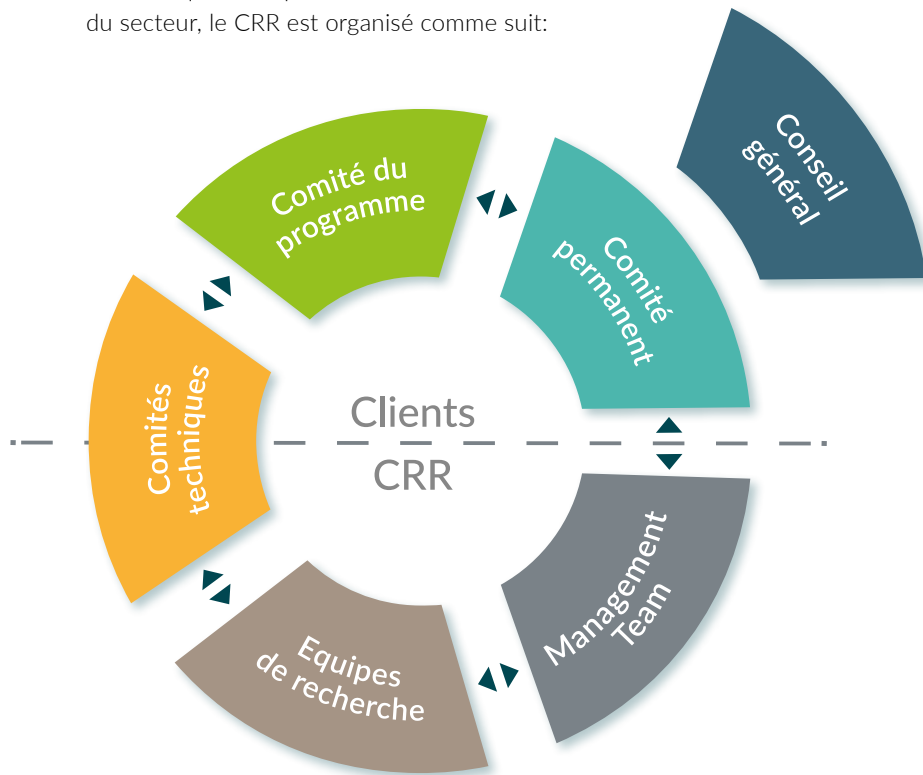 du secteur, le CRR est organisé comme suit:
Conseil
général
Comité du
programme
Comité
permanent
Comités
techniques
Clients
CRR
Management
Team
Equipes
de recherche